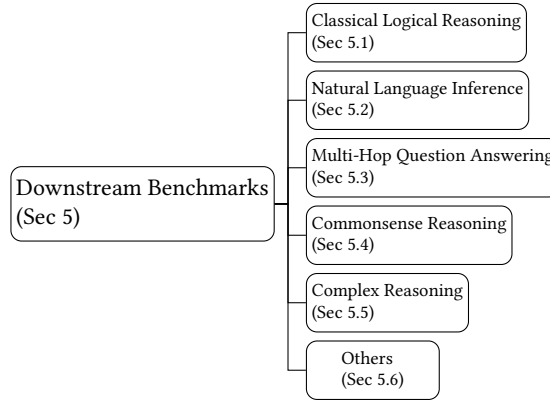 Classical Logical Reasoning
(Sec 5.1)
Natural Language Inference
(Sec 5.2)
Multi-Hop Question Answering
(Sec 5.3)
Downstream Benchmarks
(Sec 5)
Commonsense Reasoning
(Sec 5.4)
Complex Reasoning
(Sec 5.5)
Others
(Sec 5.6)